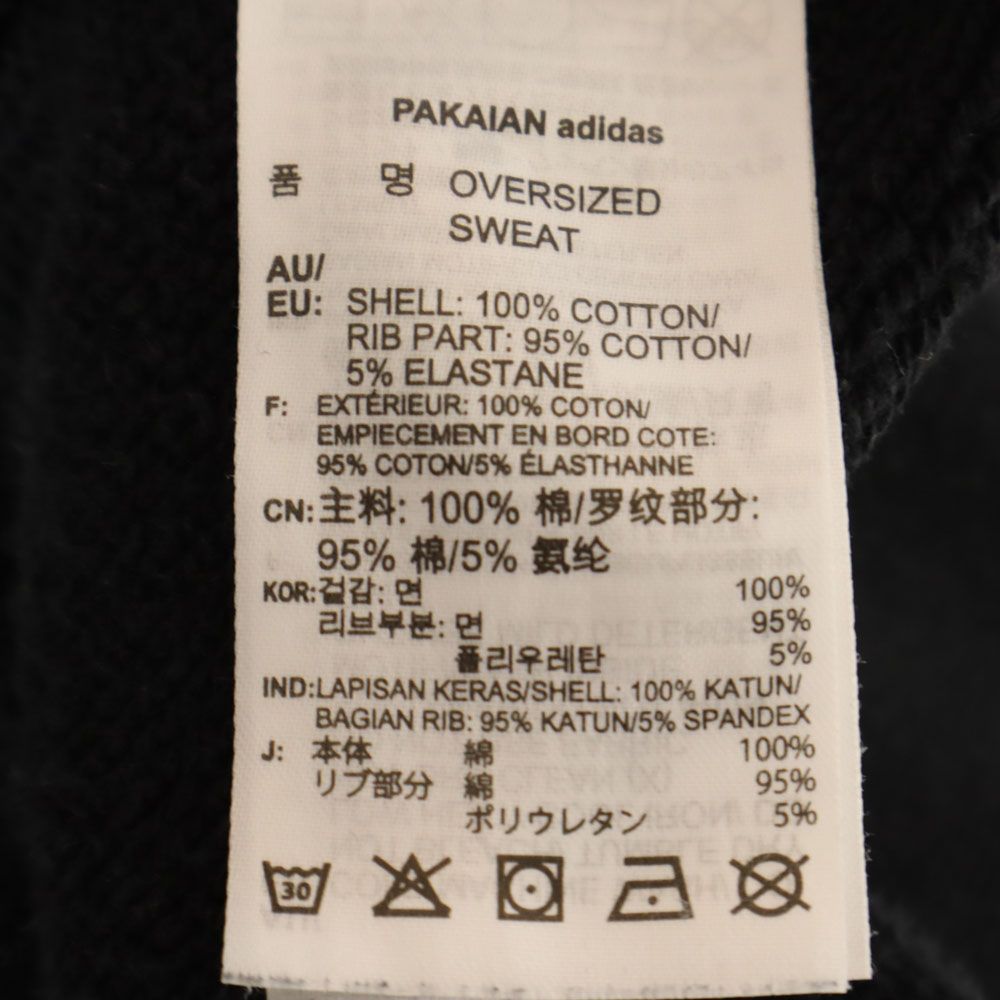 PAKAIAN adidas
품 명 OVERSIZED
SWEAT
AU/
EU: SHELL: 100% COTTON/
RIB PART: 95% COTTON/
5% ELASTANE
F: EXTÉRIEUR: 100% COTON/
EMPIECEMENT EN BORD COTE:
95% COTON/5% ÉLASTHANNE
CN: 主料: 100% 棉/罗纹部分:
95% 棉/5% 氨纶
KOR: 겉감: 면 100%
리브부분: 면 95%
폴리우레탄 5%
IND: LAPISAN KERAS/SHELL: 100% KATUN/
BAGIAN RIB: 95% KATUN/5% SPANDEX
J: 本体 綿 100%
リブ部分 綿 95%
ポリウレタン 5%
30